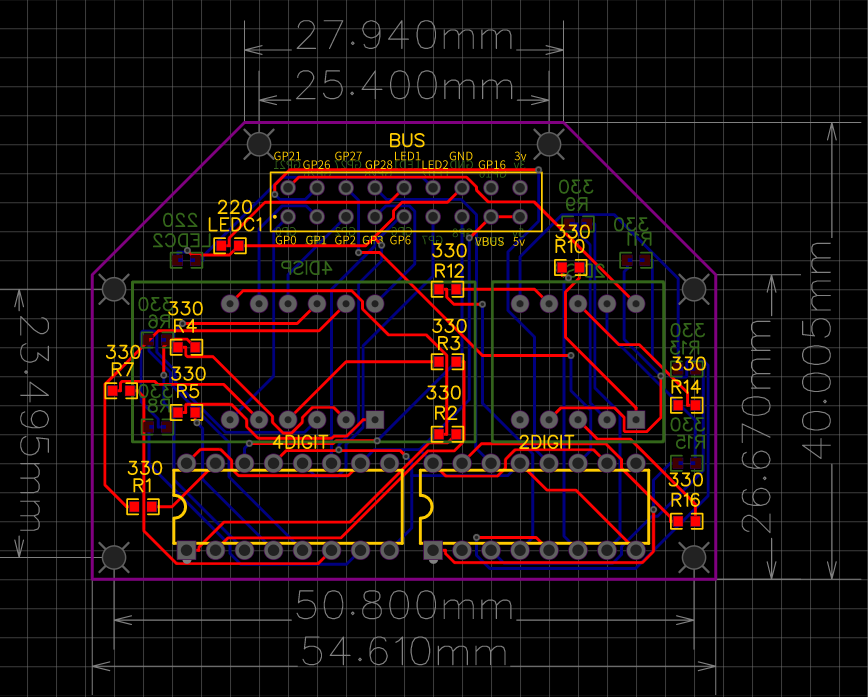 27.940mm
25.400mm
BUS
GP21 GP27 LED1 GND 3v
GP26 GP28 LED2 GP16
220
LEDC1
220
LEDC2
GP0 GP1 GP2 GP3 GP6 VBUS 5v
330
R9
330
R10
330
R11
4DISP
330
R12
330
R6
330
R4
330
R3
330
R13
330
R7
330
R5
330
R8
330
R2
330
R14
4DIGIT
2DIGIT
330
R15
330
R1
330
R16
23.495mm
26.670mm
40.005mm
50.800mm
54.610mm